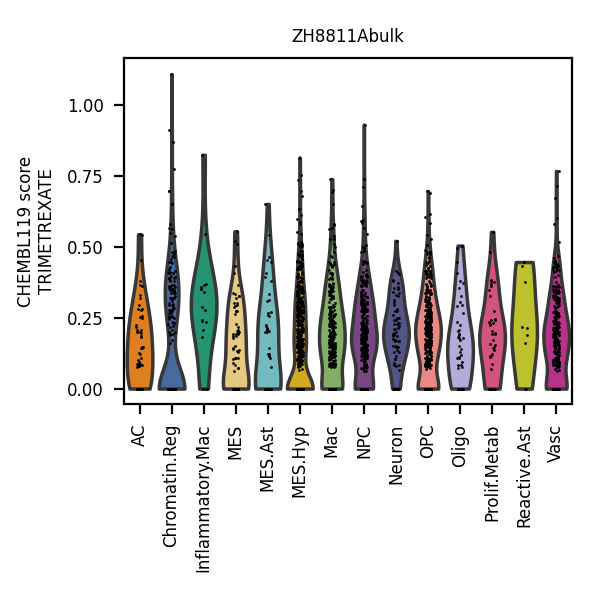 ZH8811Abulk
CHEMBL119 score
TRIMETREXATE
1.00
0.75
0.50
0.25
0.00
AC
Chromatin.Reg
Inflammatory.Mac
MES
MES.Ast
MES.Hyp
Mac
NPC
Neuron
OPC
Oligo
Prolif.Metab
Reactive.Ast
Vasc